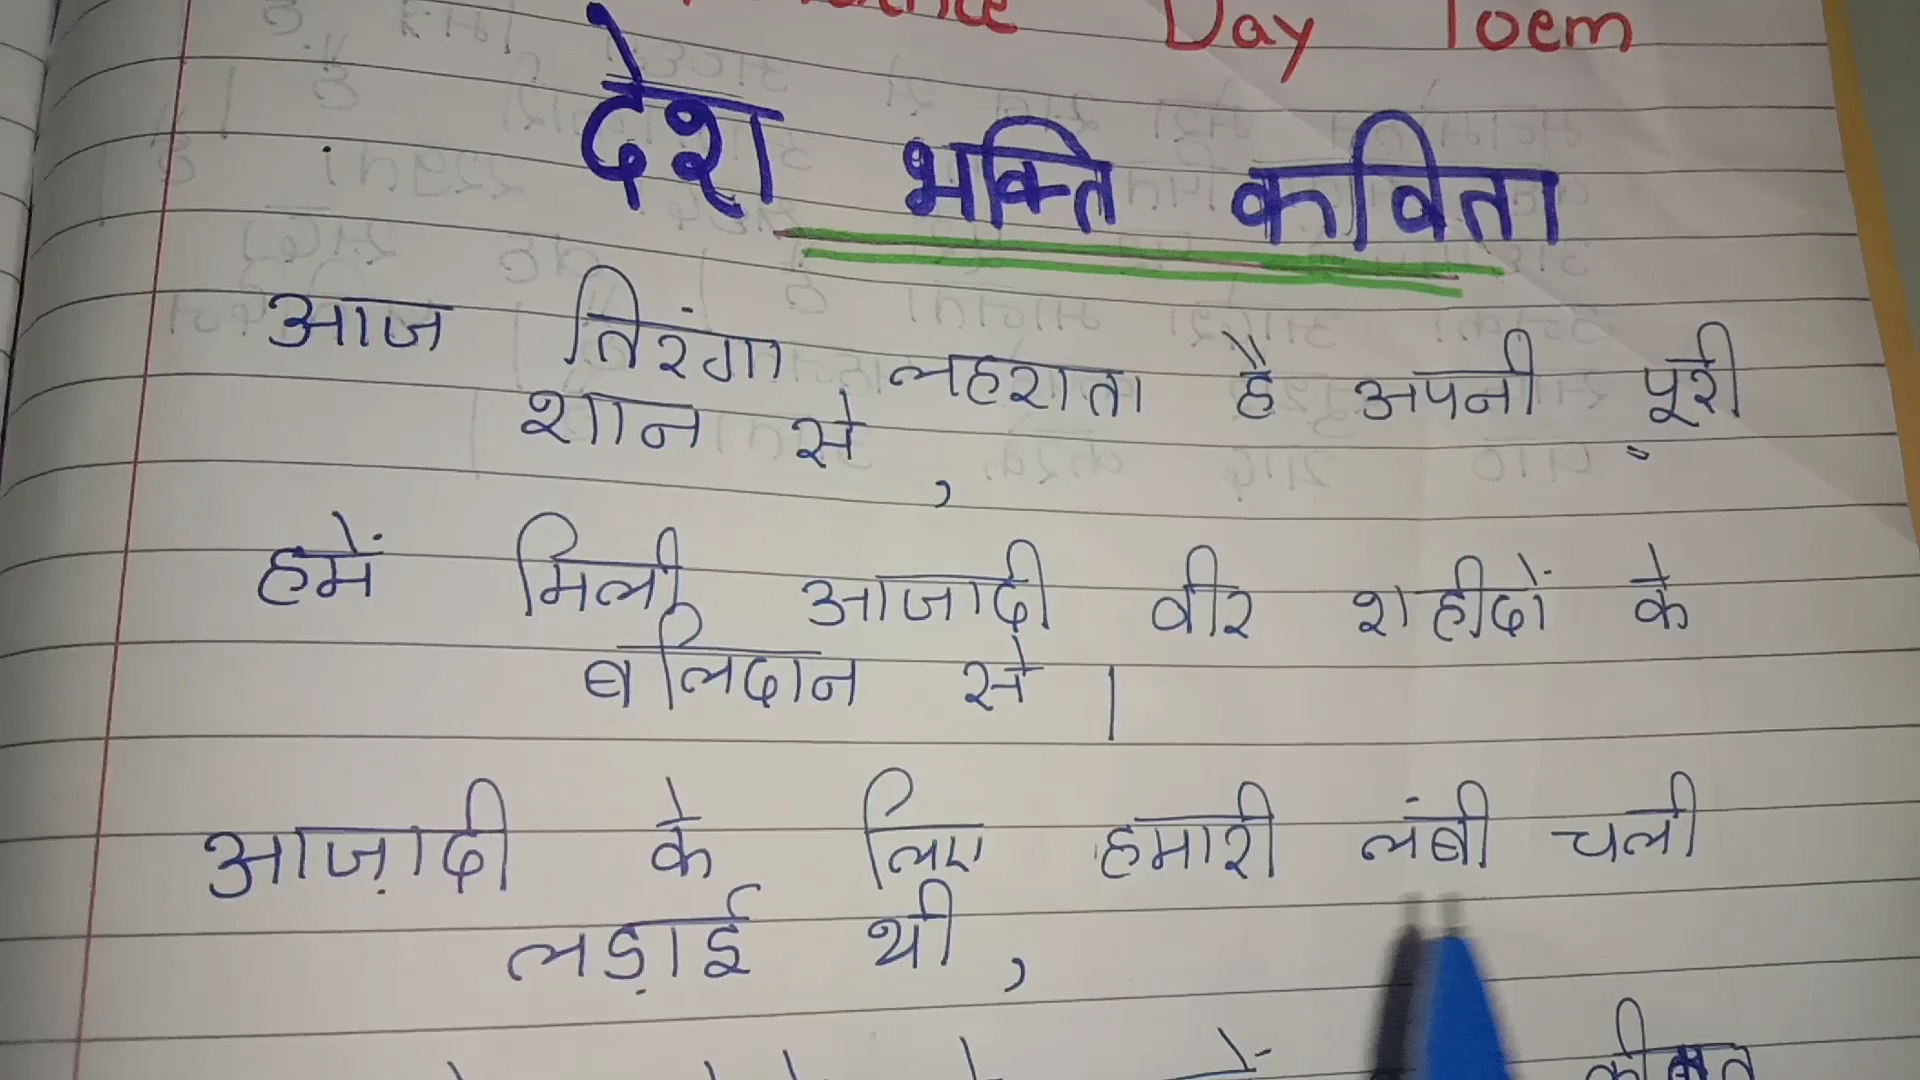 Day Poem
देश भक्ति कविता
आज तिरंगा लहराता है अपनी पूरी
शान से,
हमें मिली आजादी वीर शहीदों के
बलिदान से।
आज़ादी के लिए हमारी लंबी चली
लड़ाई थी,